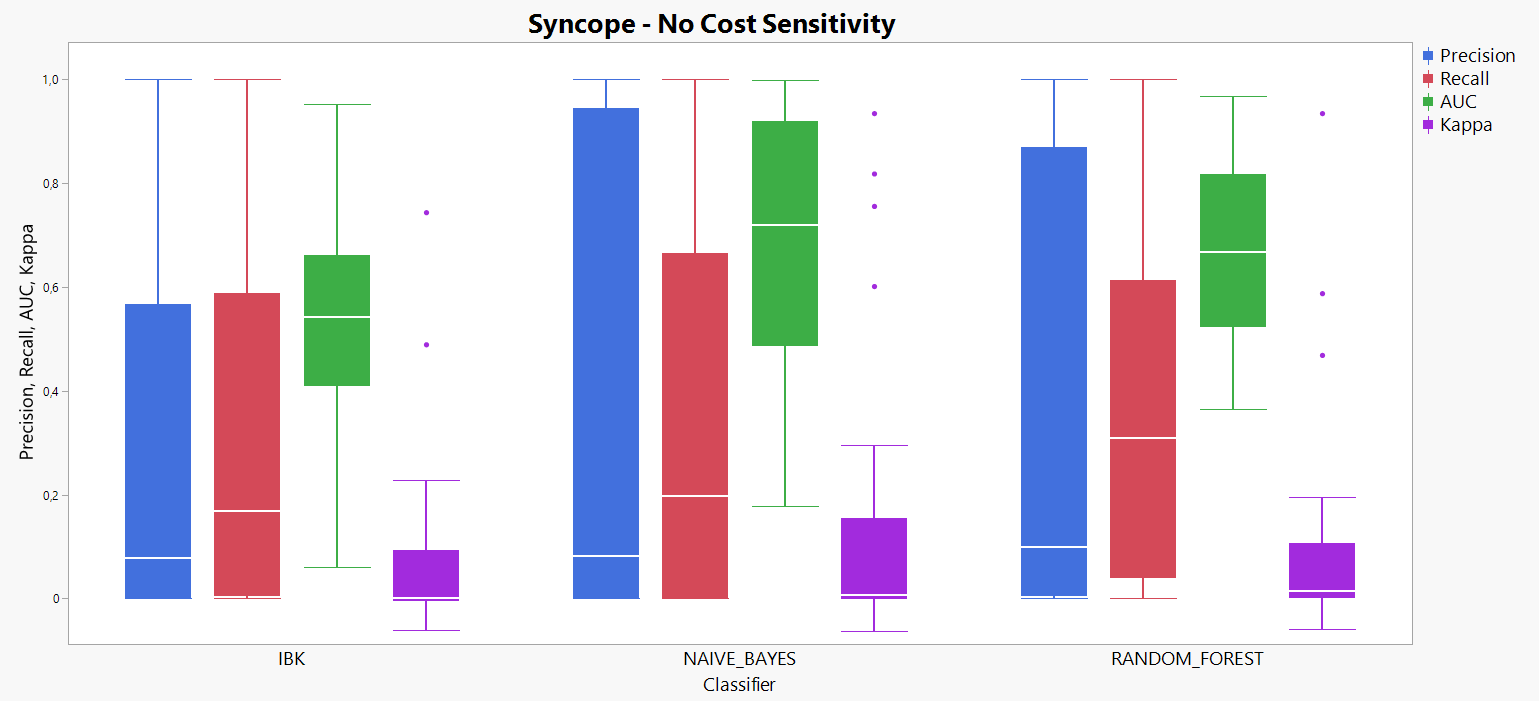 Syncope - No Cost Sensitivity
Precision
Recall
AUC
Kappa
Precision, Recall, AUC, Kappa
1,0
0,8
0,6
0,4
0,2
0
IBK
NAIVE_BAYES
RANDOM_FOREST
Classifier